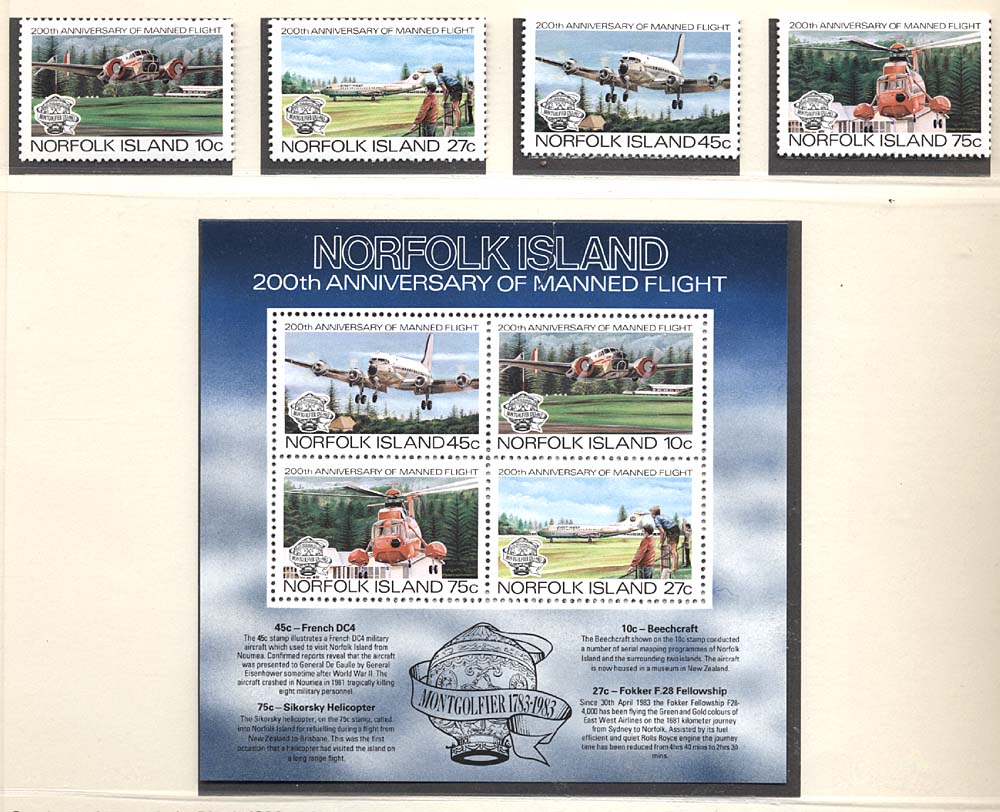 200th ANNIVERSARY OF MANNED FLIGHT
NORFOLK ISLAND 10c
200th ANNIVERSARY OF MANNED FLIGHT
EAST-WEST
NORFOLK ISLAND 27c
200th ANNIVERSARY OF MANNED FLIGHT
NORFOLK ISLAND 45c
200th ANNIVERSARY OF MANNED FLIGHT
NORFOLK ISLAND 75c
NORFOLK ISLAND
200th ANNIVERSARY OF MANNED FLIGHT
200th ANNIVERSARY OF MANNED FLIGHT
NORFOLK ISLAND 45c
200th ANNIVERSARY OF MANNED FLIGHT
NORFOLK ISLAND 10c
200th ANNIVERSARY OF MANNED FLIGHT
NORFOLK ISLAND 75c
200th ANNIVERSARY OF MANNED FLIGHT
EAST-WEST
NORFOLK ISLAND 27c
45c – French DC4
The 45c stamp illustrates a French DC4 military
aircraft which used to visit Norfolk Island from
Noumea. Confirmed reports reveal that the aircraft
was presented to General De Gaulle by General
Eisenhower sometime after World War II. The
aircraft crashed in Noumea in 1981 tragically killing
eight military personnel.
75c – Sikorsky Helicopter
The Sikorsky helicopter, on the 75c stamp, called
into Norfolk Island for refuelling during a flight from
New Zealand to Brisbane. This was the first
occasion that a helicopter had visited the island on
a long range flight.
MONTGOLFIER 1783-1983
10c – Beechcraft
The Beechcraft shown on the 10c stamp conducted
a number of aerial mapping programmes of Norfolk
Island and the surrounding two islands. The aircraft
is now housed in a museum in New Zealand.
27c – Fokker F.28 Fellowship
Since 30th April 1983 the Fokker Fellowship F28-
4,000 has been flying the Green and Gold colours of
East West Airlines on the 1681 kilometer journey
from Sydney to Norfolk. Assisted by its fuel
efficient and quiet Rolls Royce engine the journey
time has been reduced from 4hrs 40 mins to 2hrs 30
mins.